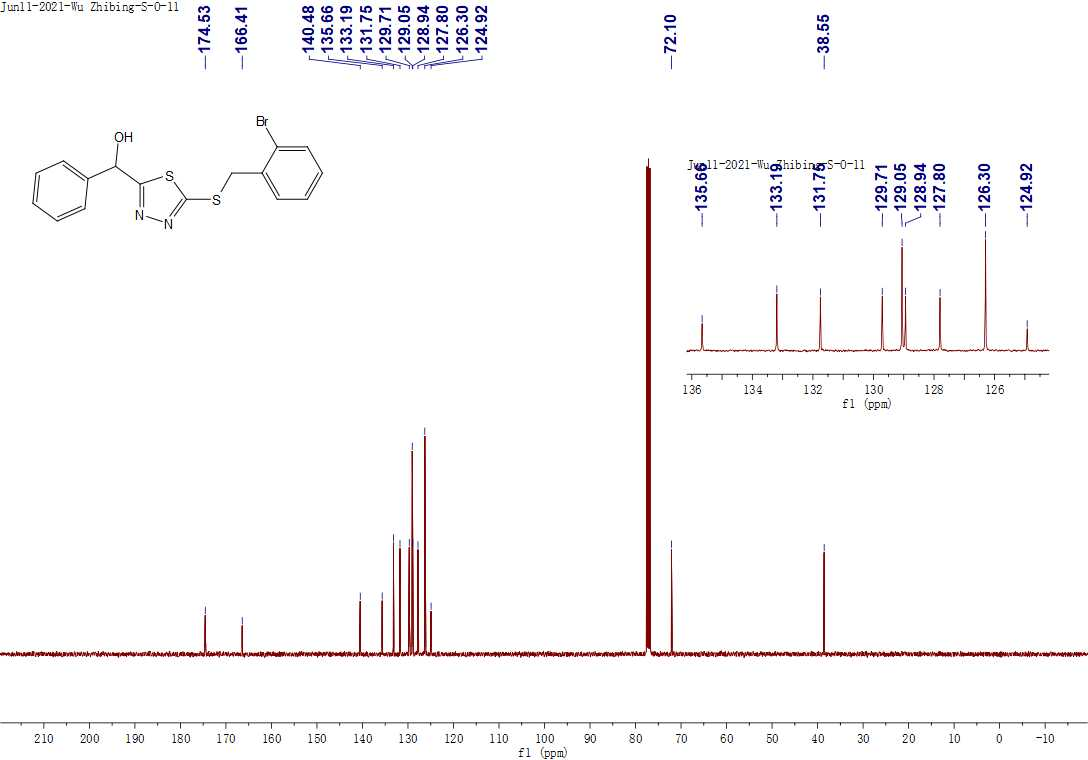 Jun11-2021-Wu Zhibing-S-O-11
174.53
166.41
140.48
135.66
133.19
131.75
129.71
129.05
128.94
127.80
126.30
124.92
72.10
38.55
OH
Br
S
S
N
N
Jun11-2021-Wu Zhibing-S-O-11
135.66
133.19
131.75
129.71
129.05
128.94
127.80
126.30
124.92
136 134 132 130 128 126
f1 (ppm)
210 200 190 180 170 160 150 140 130 120 110 100 90 80 70 60 50 40 30 20 10 0 -10
f1 (ppm)